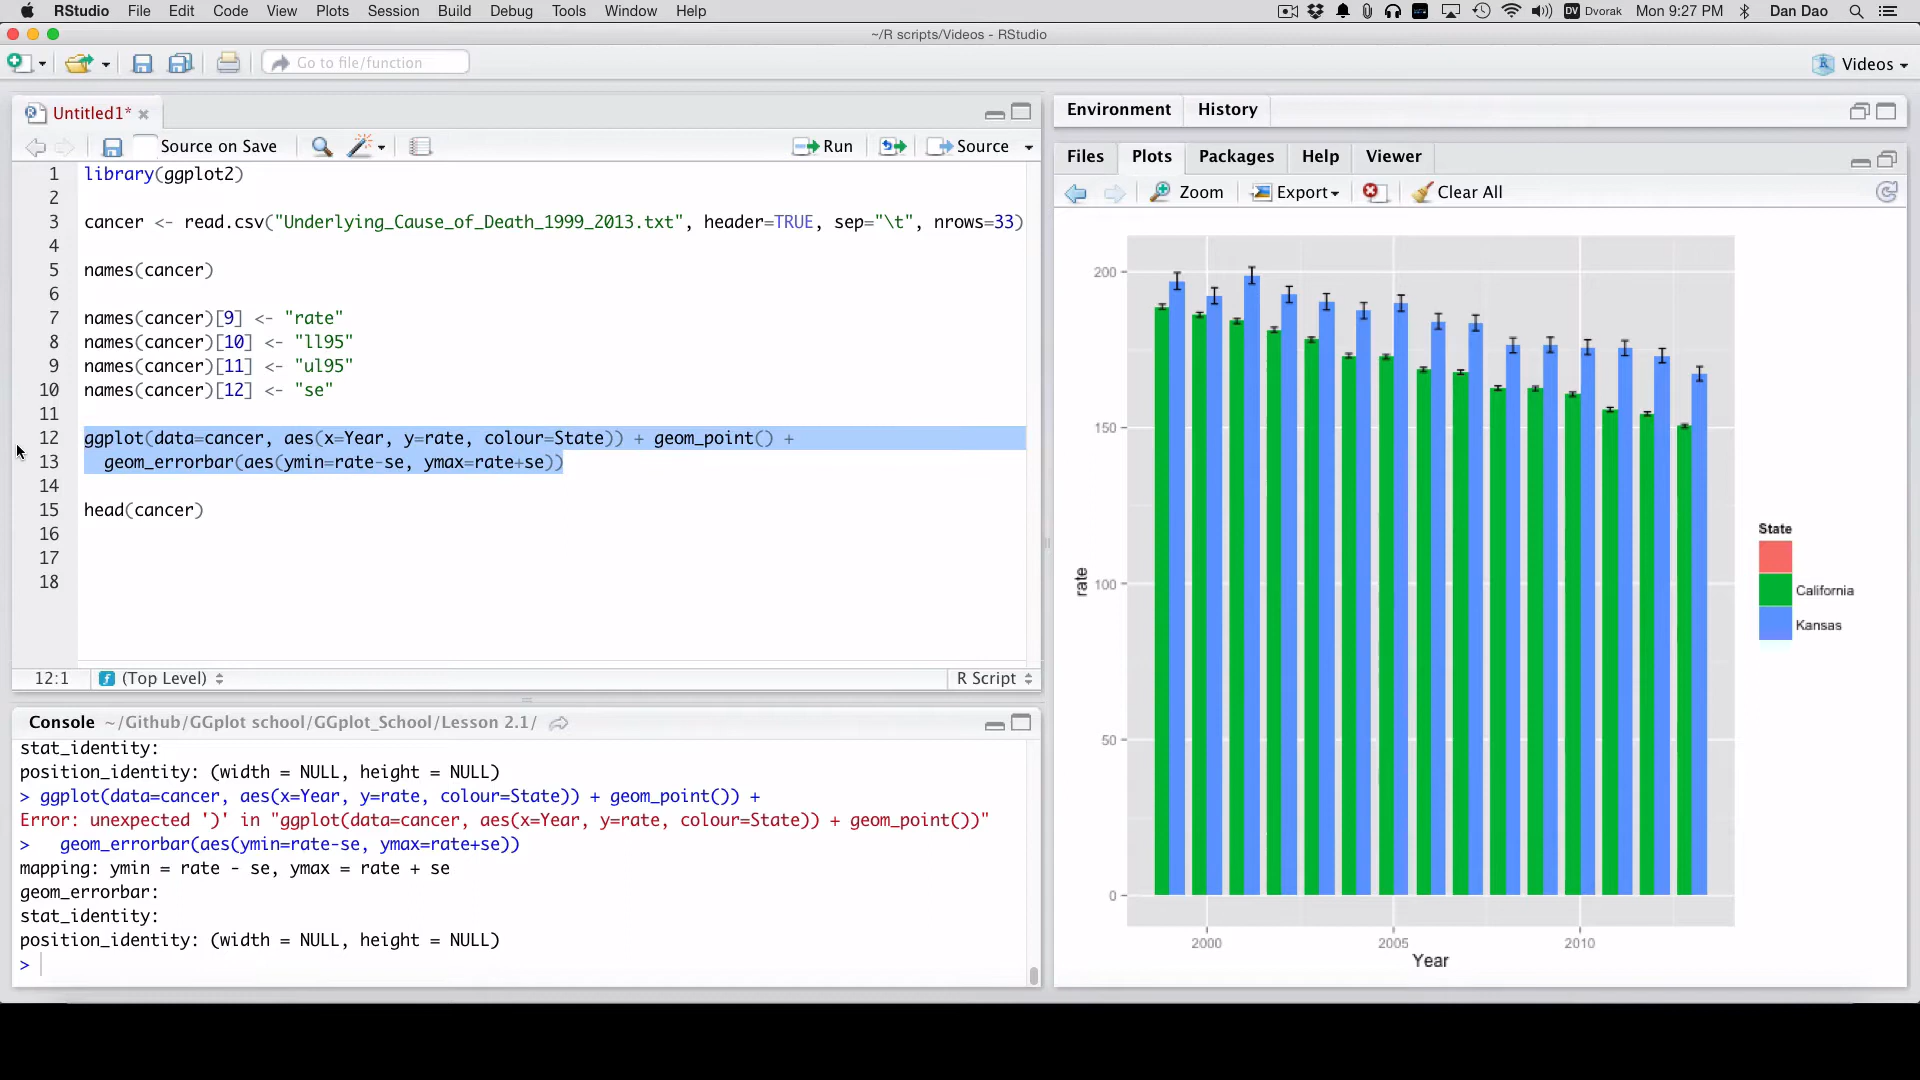 RStudio File Edit Code View Plots Session Build Debug Tools Window Help DV Dvorak Mon 9:27 PM Dan Dao
~/R scripts/Videos - RStudio
Go to file/function Videos
Untitled1*
Source on Save Run Source
1 library(ggplot2)
2
3 cancer <- read.csv("Underlying_Cause_of_Death_1999_2013.txt", header=TRUE, sep="\t", nrows=33)
4
5 names(cancer)
6
7 names(cancer)[9] <- "rate"
8 names(cancer)[10] <- "ll95"
9 names(cancer)[11] <- "ul95"
10 names(cancer)[12] <- "se"
11
12 ggplot(data=cancer, aes(x=Year, y=rate, colour=State)) + geom_point() +
13 geom_errorbar(aes(ymin=rate-se, ymax=rate+se))
14
15 head(cancer)
16
17
18
12:1 (Top Level) R Script
Console ~/Github/GGplot school/GGplot_School/Lesson 2.1/
stat_identity:
position_identity: (width = NULL, height = NULL)
> ggplot(data=cancer, aes(x=Year, y=rate, colour=State)) + geom_point()) +
Error: unexpected ')' in "ggplot(data=cancer, aes(x=Year, y=rate, colour=State)) + geom_point())"
> geom_errorbar(aes(ymin=rate-se, ymax=rate+se))
mapping: ymin = rate - se, ymax = rate + se
geom_errorbar:
stat_identity:
position_identity: (width = NULL, height = NULL)
>
Environment History
Files Plots Packages Help Viewer
Zoom Export Clear All
200
150
100
50
0
rate
2000 2005 2010
Year
State
California
Kansas